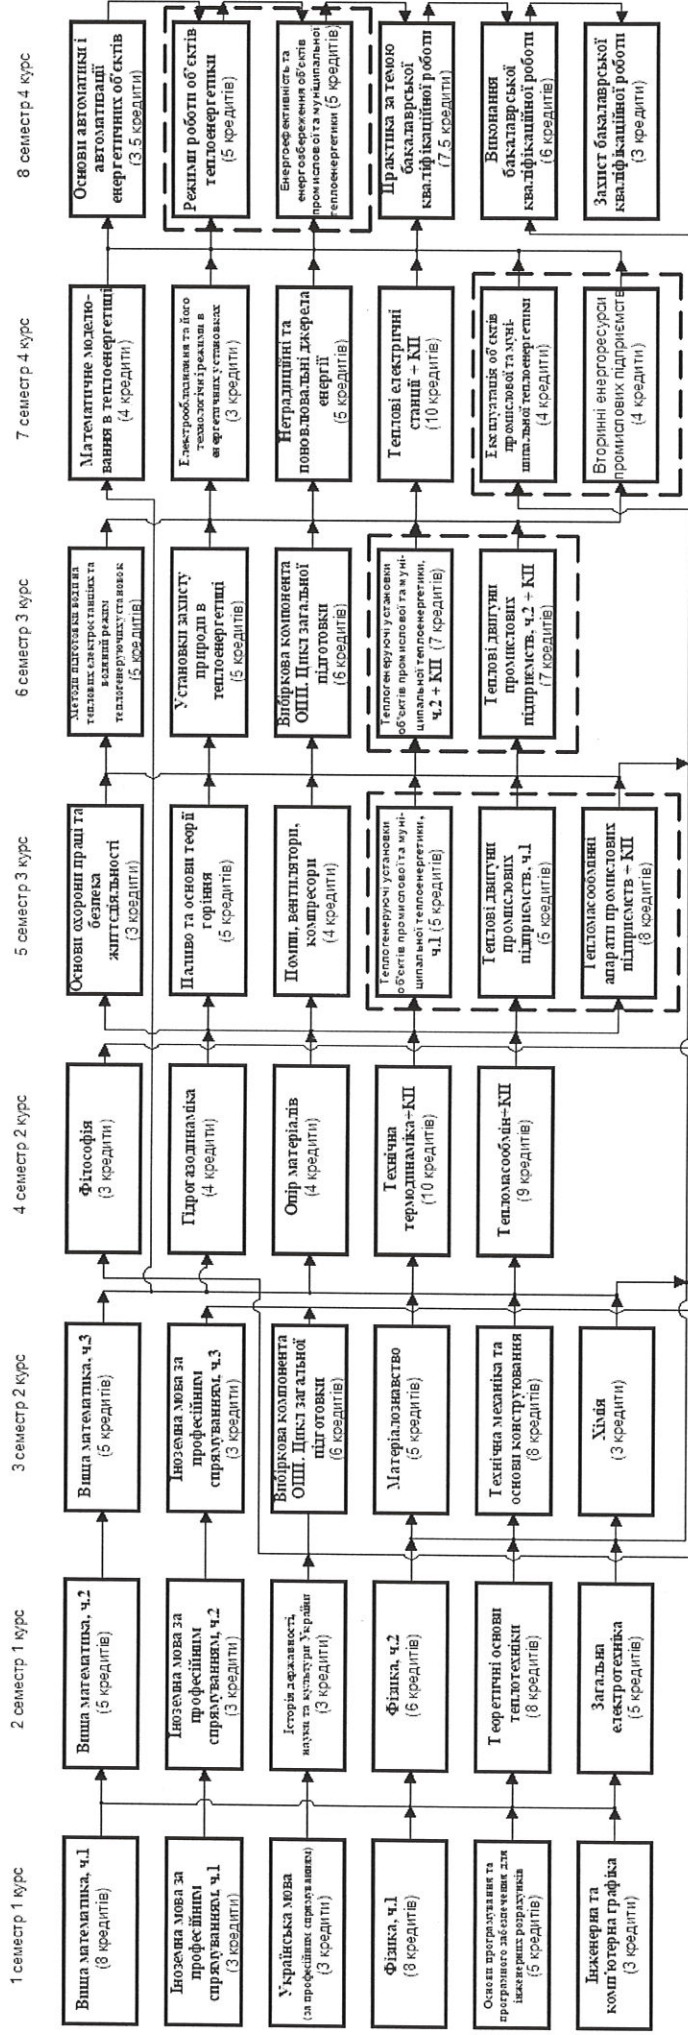 1 семестр 1 курс
Вища математика, ч.1
(8 кредитів)
Іноземна мова за
професійним
спрямуванням, ч.1
(3 кредити)
Українська мова
(за професійним спрямуванням)
(3 кредити)
Фізика, ч.1
(8 кредитів)
Основи програмування та
програмного забезпечення для
інженерних розрахунків
(5 кредитів)
Інженерна та
комп'ютерна графіка
(3 кредити)
2 семестр 1 курс
Вища математика, ч.2
(5 кредитів)
Іноземна мова за
професійним
спрямуванням, ч.2
(3 кредити)
Історія державності,
науки та культури України
(3 кредити)
Фізика, ч.2
(6 кредитів)
Теоретичні основи
теплотехніки
(8 кредитів)
Загальна
електротехніка
(5 кредитів)
3 семестр 2 курс
Вища математика, ч.3
(5 кредитів)
Іноземна мова за
професійним
спрямуванням, ч.3
(3 кредити)
Вибіркова компонента
ОПП. Цикл загальної
підготовки
(6 кредитів)
Матеріалознавство
(5 кредитів)
Технічна механіка та
основи конструювання
(8 кредитів)
Хімія
(3 кредити)
4 семестр 2 курс
Філософія
(3 кредити)
Гідрогазодинаміка
(4 кредити)
Опір матеріалів
(4 кредити)
Технічна
термодинаміка+КП
(10 кредитів)
Тепломасообмін+КП
(9 кредитів)
5 семестр 3 курс
Основи охорони праці та
безпека
життєдіяльності
(3 кредити)
Паливо та основи теорії
горіння
(5 кредитів)
Помпи, вентилятори,
компресори
(4 кредити)
Теплогенеруючі установки
об'єктів промислової та муні-
ципальної теплоенергетики,
ч.1 (5 кредитів)
Теплові двигуни
промислових
підприємств, ч.1
(5 кредитів)
Тепломасообмінні
апарати промислових
підприємств + КП
(8 кредитів)
6 семестр 3 курс
Методи підготовки води на
теплових електростанціях та
водяний режим
теплогенеруючих установок
(5 кредитів)
Установки захисту
природи в
теплоенергетиці
(5 кредитів)
Вибіркова компонента
ОПП. Цикл загальної
підготовки
(6 кредитів)
Теплогенеруючі установки
об'єктів промислової та муні-
ципальної теплоенергетики,
ч.2 + КП (7 кредитів)
Теплові двигуни
промислових
підприємств, ч.2 + КП
(7 кредитів)
7 семестр 4 курс
Математичне моделю-
вання в теплоенергетиці
(4 кредити)
Електрообладнання та його
технологічні режими в
енергетичних установках
(3 кредити)
Нетрадиційні та
поновлювальні джерела
енергії
(5 кредитів)
Теплові електричні
станції + КП
(10 кредитів)
Експлуатація об'єктів
промислової та муні-
ципальної теплоенергетики
(4 кредити)
Вторинні енергоресурси
промислових підприємств
(4 кредити)
8 семестр 4 курс
Основи автоматики і
автоматизації
енергетичних об'єктів
(3,5 кредити)
Режими роботи об'єктів
теплоенергетики
(5 кредитів)
Енергоефективність та
енергозбереження об'єктів
промислової та муніципальної
теплоенергетики (5 кредитів)
Практика за темою
бакалаврської
кваліфікаційної роботи
(7,5 кредитів)
Виконання
бакалаврської
кваліфікаційної роботи
(6 кредитів)
Захист бакалаврської
кваліфікаційної роботи
(3 кредити)